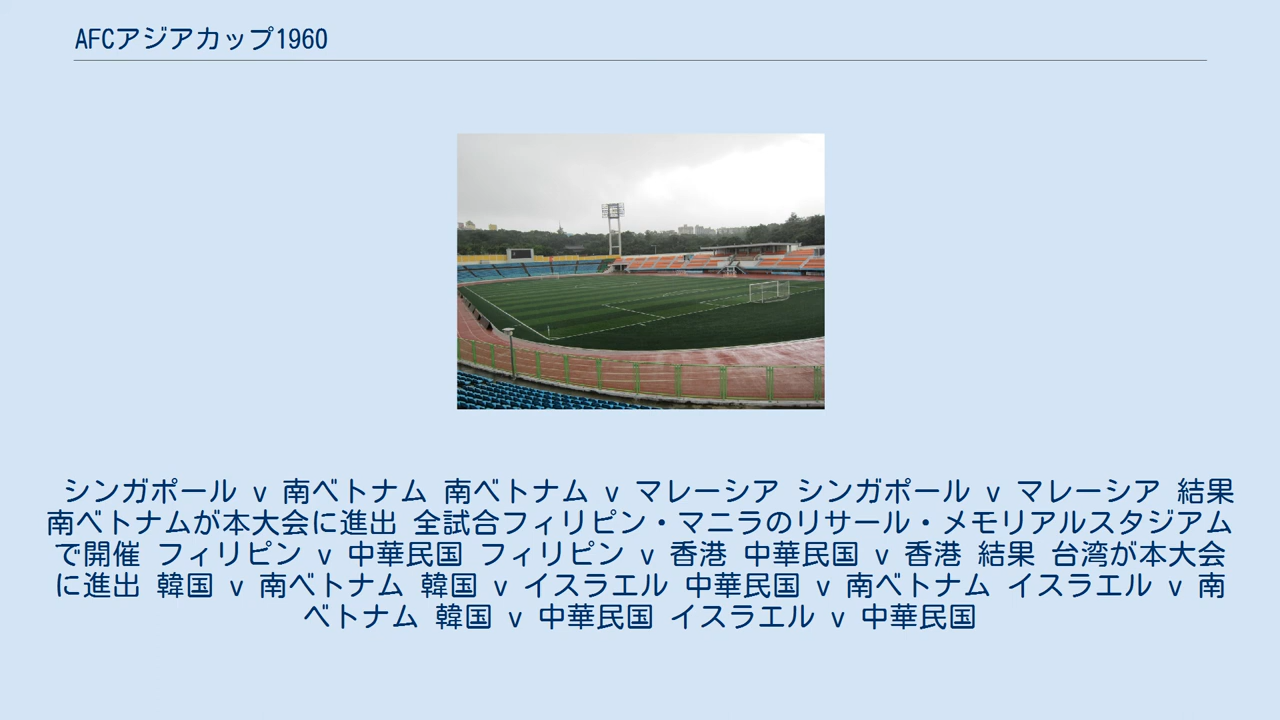 AFCアジアカップ1960
シンガポール v 南ベトナム 南ベトナム v マレーシア シンガポール v マレーシア 結果
南ベトナムが本大会に進出 全試合フィリピン・マニラのリサール・メモリアルスタジアム
で開催 フィリピン v 中華民国 フィリピン v 香港 中華民国 v 香港 結果 台湾が本大会
に進出 韓国 v 南ベトナム 韓国 v イスラエル 中華民国 v 南ベトナム イスラエル v 南
ベトナム 韓国 v 中華民国 イスラエル v 中華民国